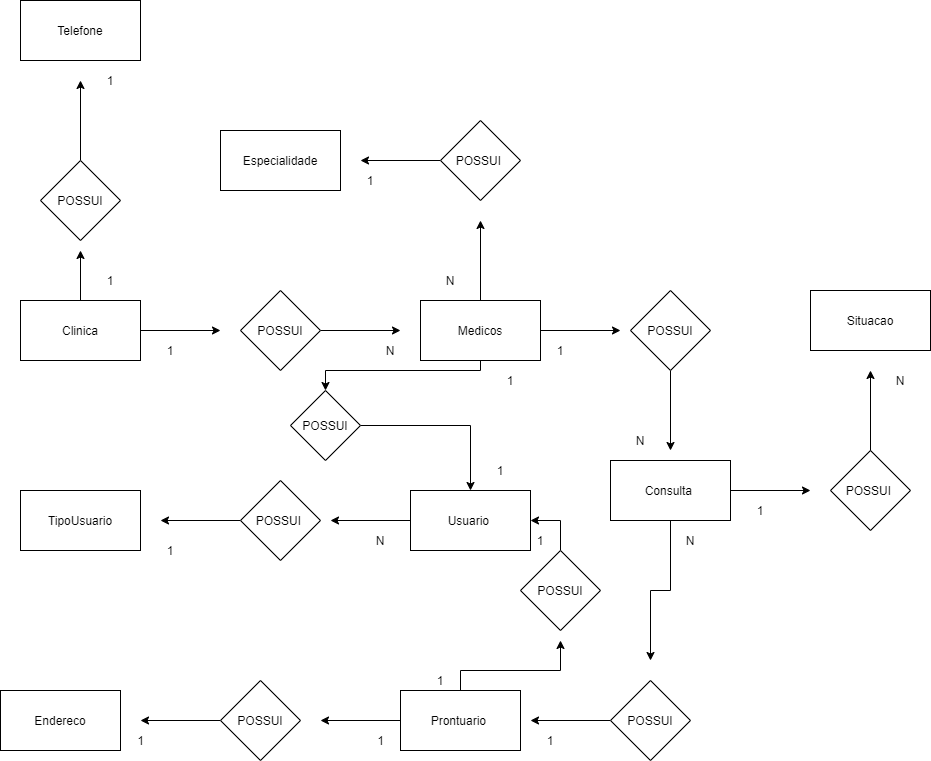 Telefone
1
POSSUI
Especialidade
1
POSSUI
1
N
Clinica
1
POSSUI
N
Medicos
1
POSSUI
Situacao
1
N
POSSUI
N
1
TipoUsuario
1
POSSUI
N
Usuario
1
Consulta
1
POSSUI
N
POSSUI
1
Endereco
1
POSSUI
1
Prontuario
1
POSSUI